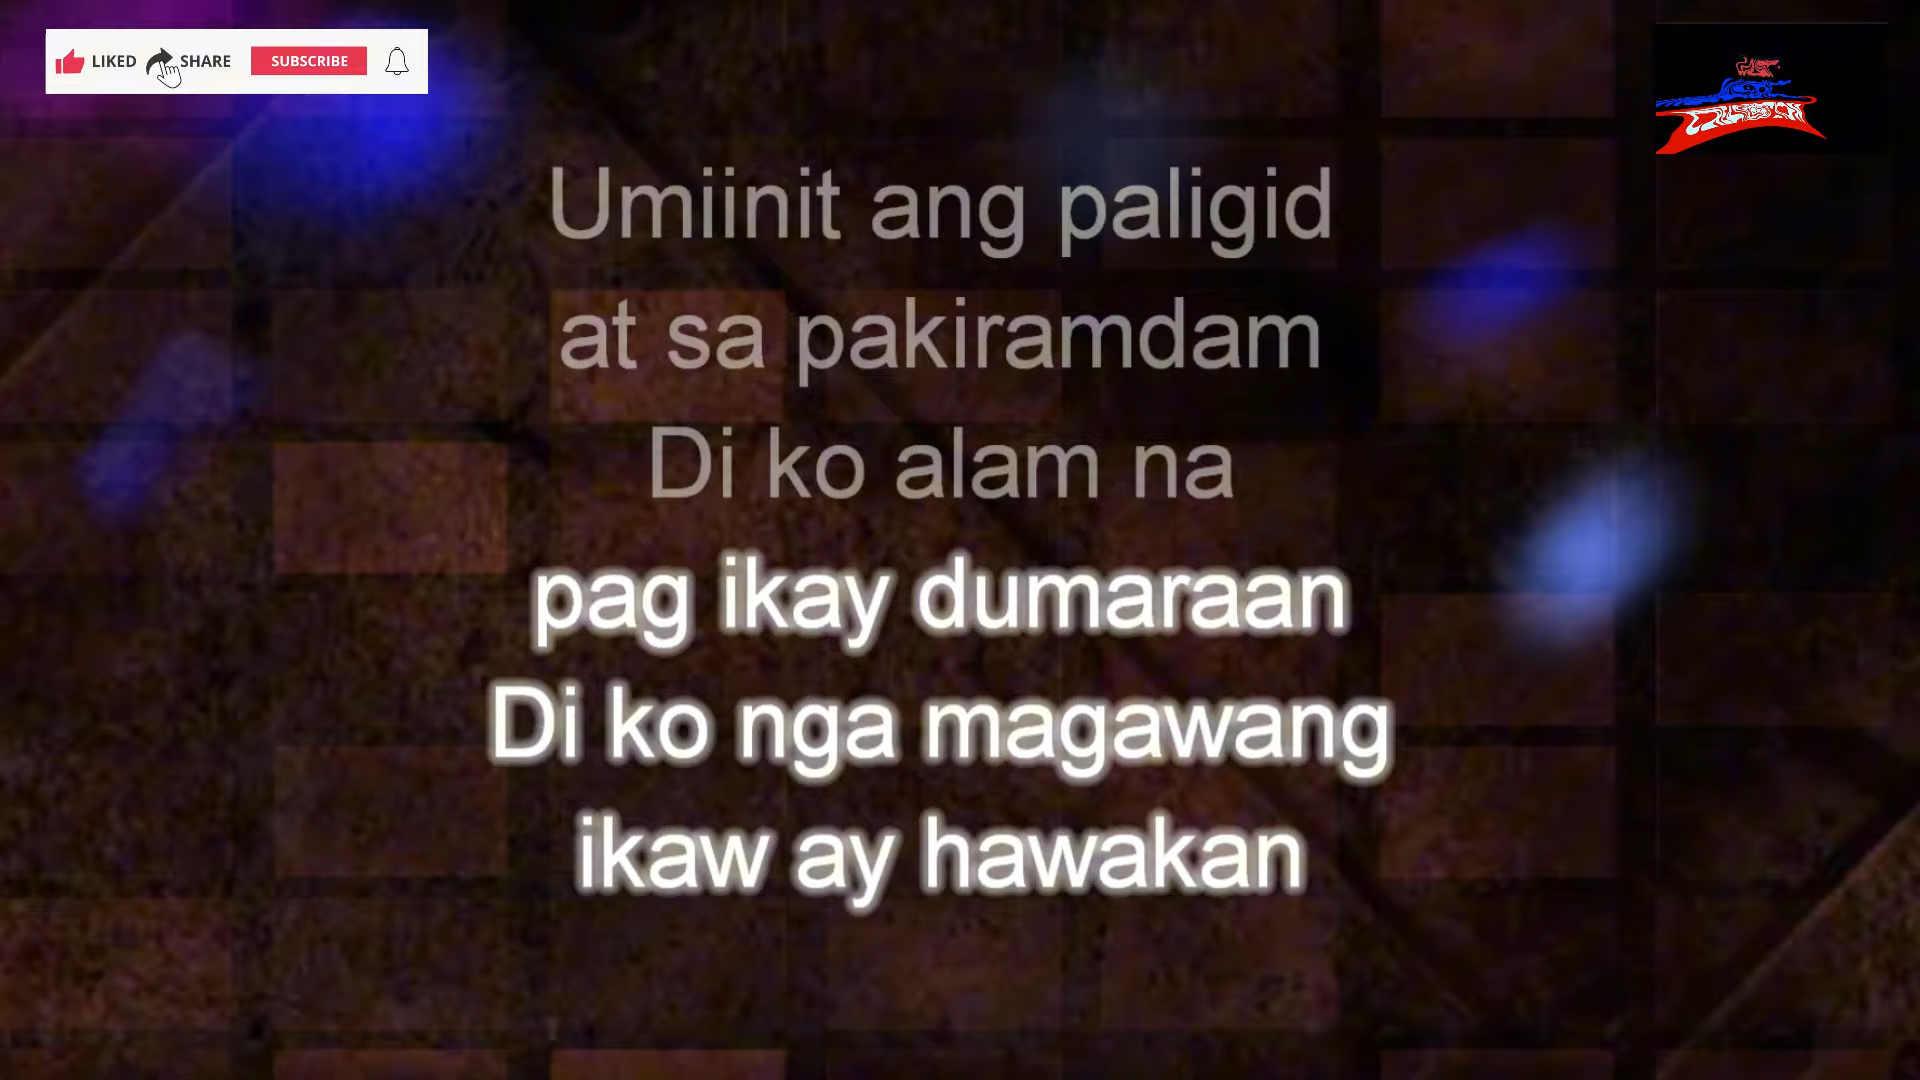 LIKED SHARE SUBSCRIBE
Umiinit ang paligid
at sa pakiramdam
Di ko alam na
pag ikay dumaraan
Di ko nga magawang
ikaw ay hawakan